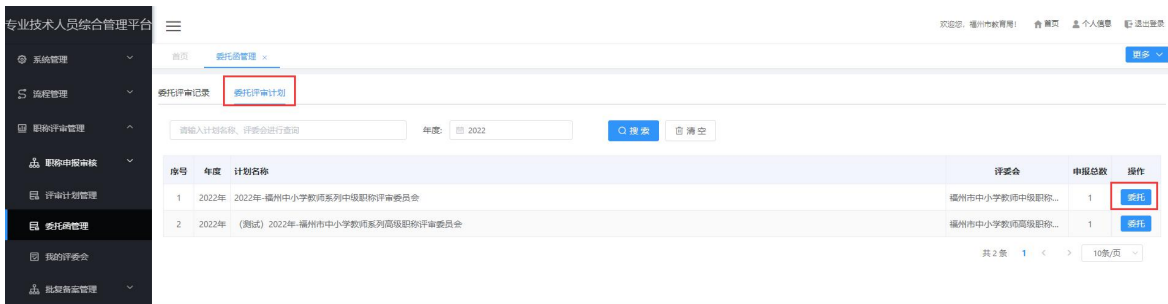 专业技术人员综合管理平台
欢迎您，福州市教育局！ 首页 个人信息 退出登录
系统管理
首页 委托函管理 × 更多
流程管理
委托评审记录 委托评审计划
职称评审管理
请输入计划名称、评委会进行查询 年度: 2022 搜索 清空
职称申报审核
序号 年度 计划名称 评委会 申报总数 操作
评审计划管理
1 2022年 2022年-福州中小学教师系列中级职称评审委员会 福州市中小学教师中级职称... 1 委托
委托函管理
2 2022年 （测试）2022年-福州市中小学教师系列高级职称评审委员会 福州市中小学教师高级职称... 1 委托
我的评委会
共 2 条 < 1 > 10条/页
批复备案管理